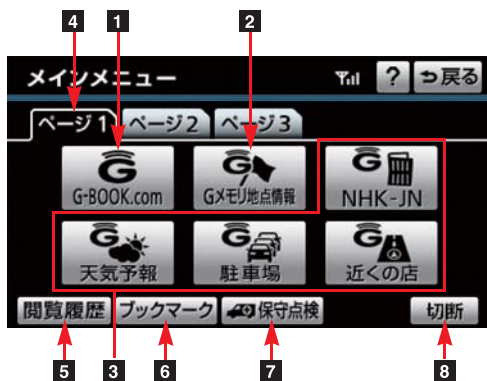 4 1 2
メインメニュー ? 戻る
ページ1 ページ2 ページ3
G G G
G-BOOK.com Gメモリ地点情報 NHK-JN
G G G
天気予報 駐車場 近くの店
閲覧履歴 ブックマーク 保守点検 切断
5 3 6 7 8